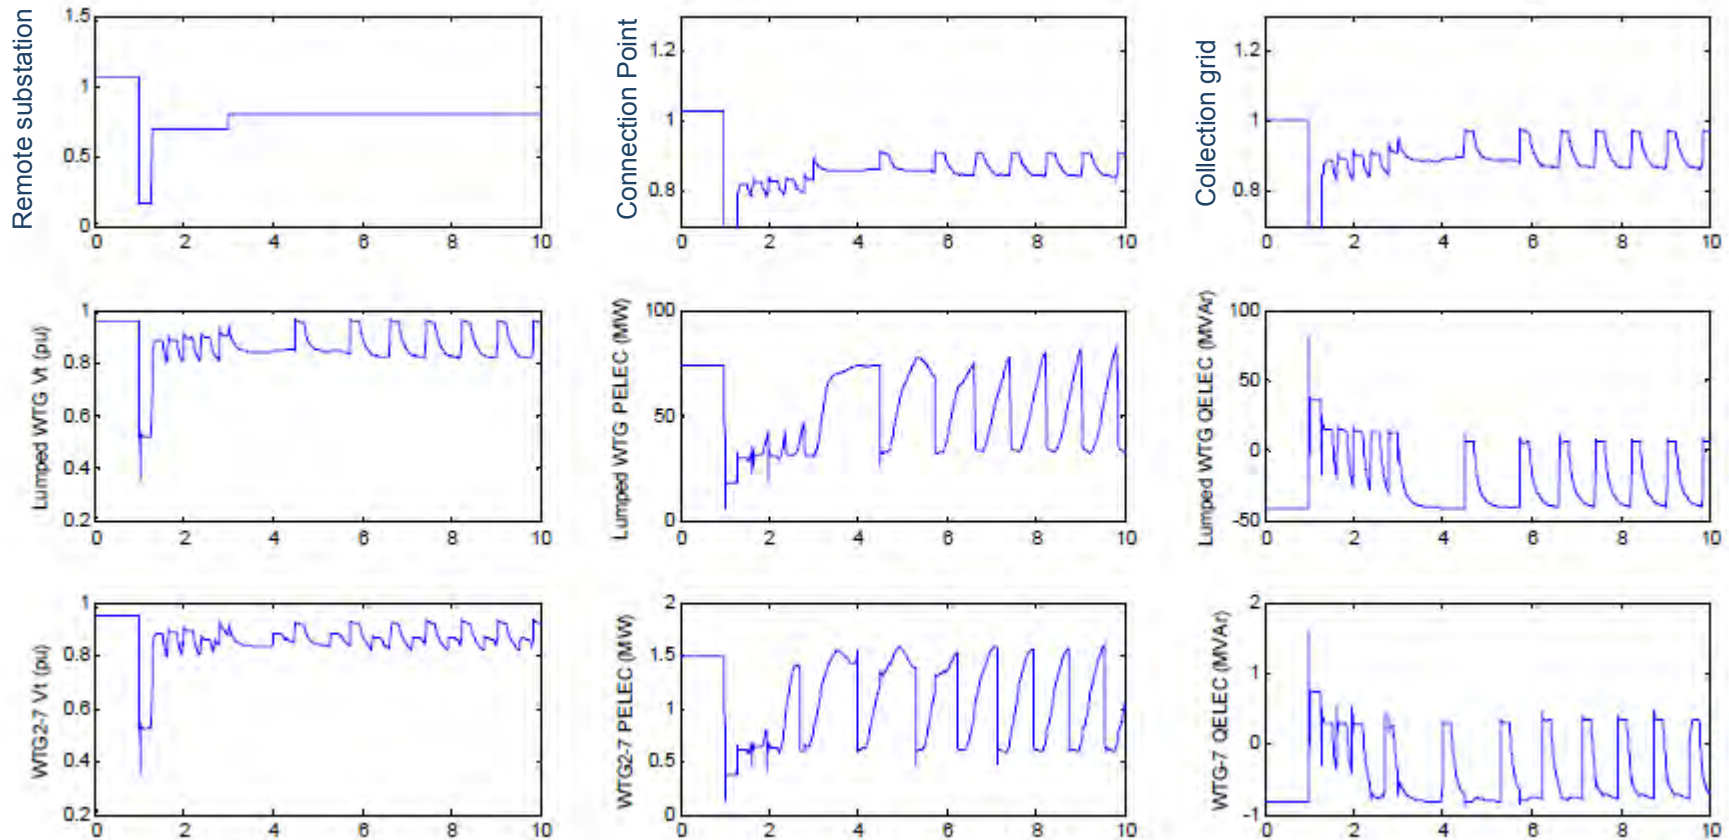 Remote substation
1.5
1
0.5
0
0 2 4 6 8 10
Connection Point
1.2
1
0.8
0 2 4 6 8 10
Collection grid
1.2
1
0.8
0 2 4 6 8 10
Lumped WTG Vt (pu)
1
0.8
0.6
0.4
0.2
0 2 4 6 8 10
Lumped WTG PELEC (MW)
100
50
0
0 2 4 6 8 10
Lumped WTG QELEC (MVAr)
100
50
0
-50
0 2 4 6 8 10
WTG2-7 Vt (pu)
1
0.8
0.6
0.4
0.2
0 2 4 6 8 10
WTG2-7 PELEC (MW)
2
1.5
1
0.5
0
0 2 4 6 8 10
WTG-7 QELEC (MVAr)
2
1
0
-1
0 2 4 6 8 10